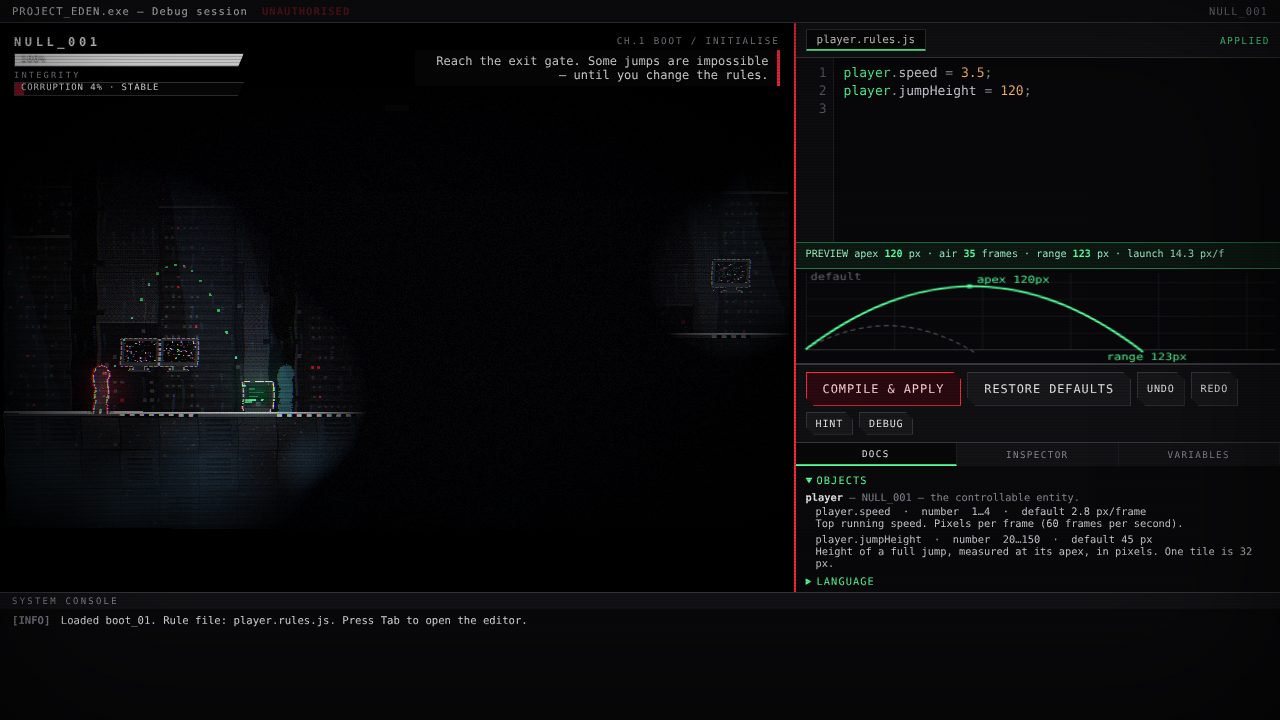 PROJECT_EDEN.exe — Debug session UNAUTHORISED
NULL_001
NULL_001
100%
INTEGRITY
CORRUPTION 4% · STABLE
CH.1 BOOT / INITIALISE
Reach the exit gate. Some jumps are impossible
— until you change the rules.
player.rules.js
APPLIED
1 player.speed = 3.5;
2 player.jumpHeight = 120;
3
PREVIEW apex 120 px · air 35 frames · range 123 px · launch 14.3 px/f
default
apex 120px
range 123px
COMPILE & APPLY
RESTORE DEFAULTS
UNDO
REDO
HINT
DEBUG
DOCS
INSPECTOR
VARIABLES
▼ OBJECTS
player — NULL_001 — the controllable entity.
player.speed · number 1…4 · default 2.8 px/frame
Top running speed. Pixels per frame (60 frames per second).
player.jumpHeight · number 20…150 · default 45 px
Height of a full jump, measured at its apex, in pixels. One tile is 32
px.
▶ LANGUAGE
SYSTEM CONSOLE
[INFO] Loaded boot_01. Rule file: player.rules.js. Press Tab to open the editor.